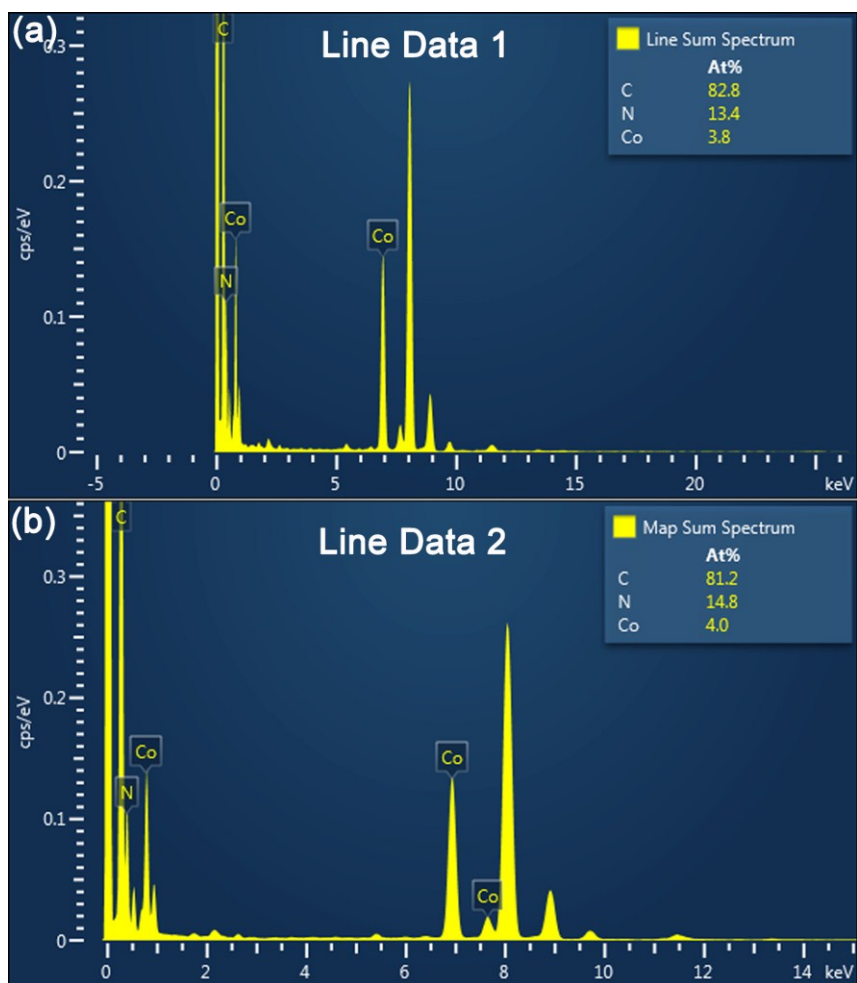 (a)
Line Data 1
Line Sum Spectrum
At%
C 82.8
N 13.4
Co 3.8
C
Co
N
Co
cps/eV
0.3
0.2
0.1
0
-5 0 5 10 15 20 keV
(b)
Line Data 2
Map Sum Spectrum
At%
C 81.2
N 14.8
Co 4.0
C
Co
N
Co
Co
cps/eV
0.3
0.2
0.1
0
0 2 4 6 8 10 12 14 keV